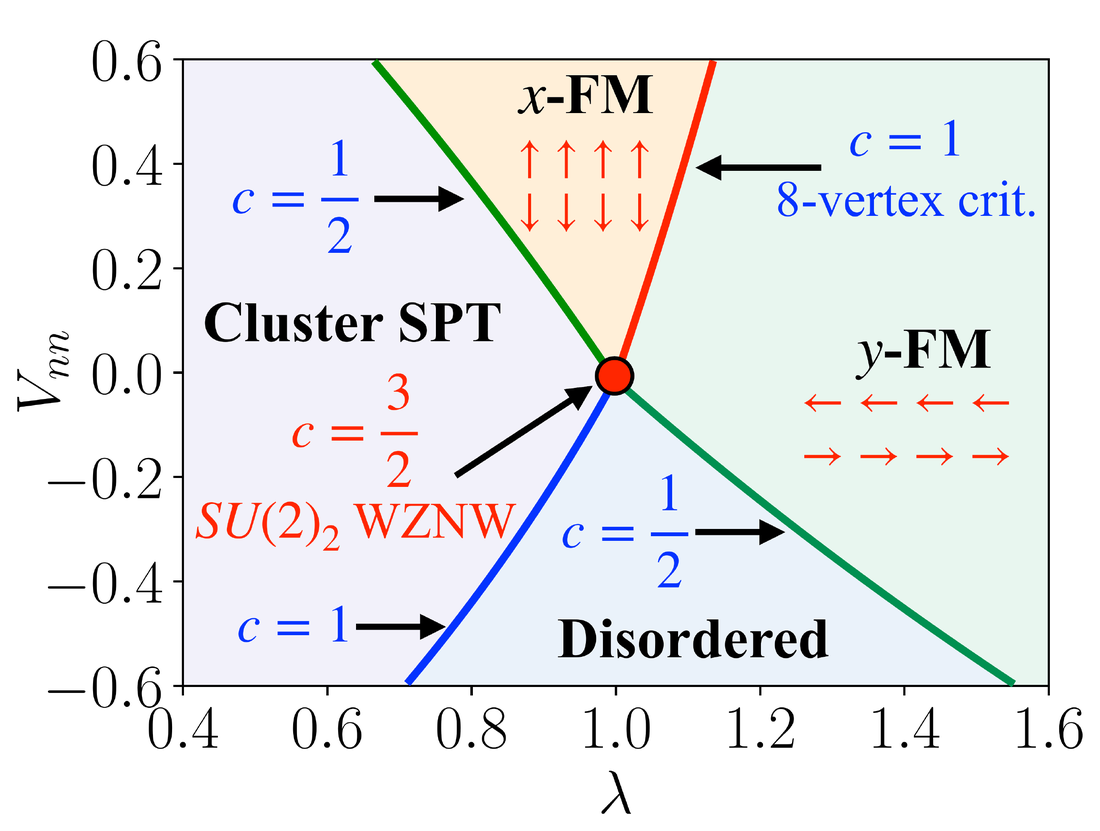 0.6
0.4
0.2
0.0
−0.2
−0.4
−0.6
V_{nn}
x-FM
↑ ↑ ↑ ↑
↓ ↓ ↓ ↓
c = 1
8-vertex crit.
c = 1/2
Cluster SPT
y-FM
← ← ← ←
→ → → →
c = 3/2
SU(2)_2 WZNW
c = 1/2
c = 1
Disordered
0.4 0.6 0.8 1.0 1.2 1.4 1.6
λ